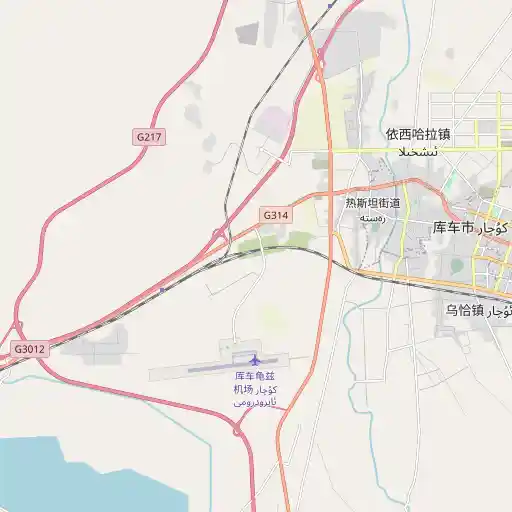 G217
依西哈拉镇
ئىشخىلا
热斯坦街道
رەستە
G314
库车市 كۇچار
乌恰镇 ئۇچار
G3012
库车龟兹
机场 كۇچار
ئايرودرومى